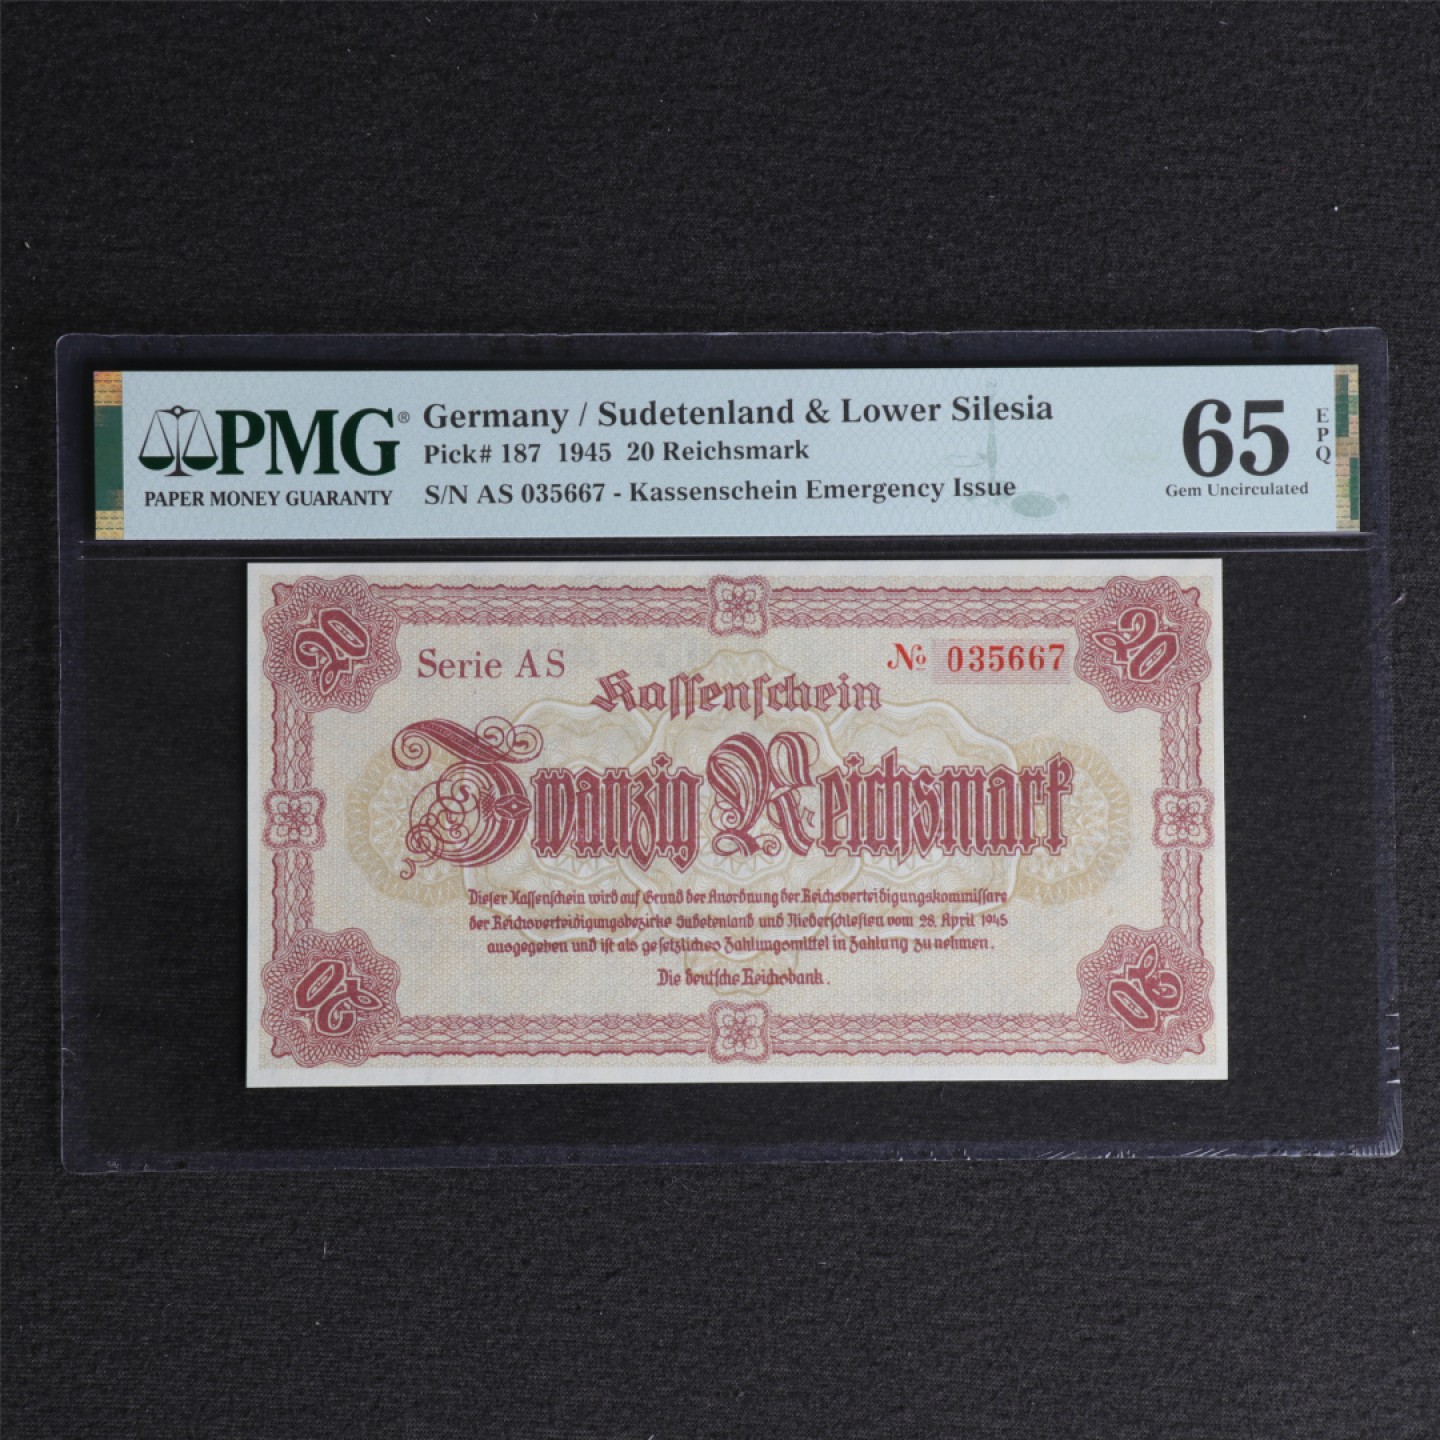 PMG®
PAPER MONEY GUARANTY
Germany / Sudetenland & Lower Silesia
Pick# 187 1945 20 Reichsmark
S/N AS 035667 - Kassenschein Emergency Issue
65 EPQ
Gem Uncirculated
20
20
Serie AS
No 035667
Kassenschein
Zwanzig Reichsmark
Dieser Kassenschein wird auf Grund der Anordnung der Reichsverteidigungskommissare
der Reichsverteidigungsbezirke Sudetenland und Niederschlesien vom 28. April 1945
ausgegeben und ist als gesetzliches Zahlungsmittel in Zahlung zu nehmen.
Die deutsche Reichsbank.
20
20